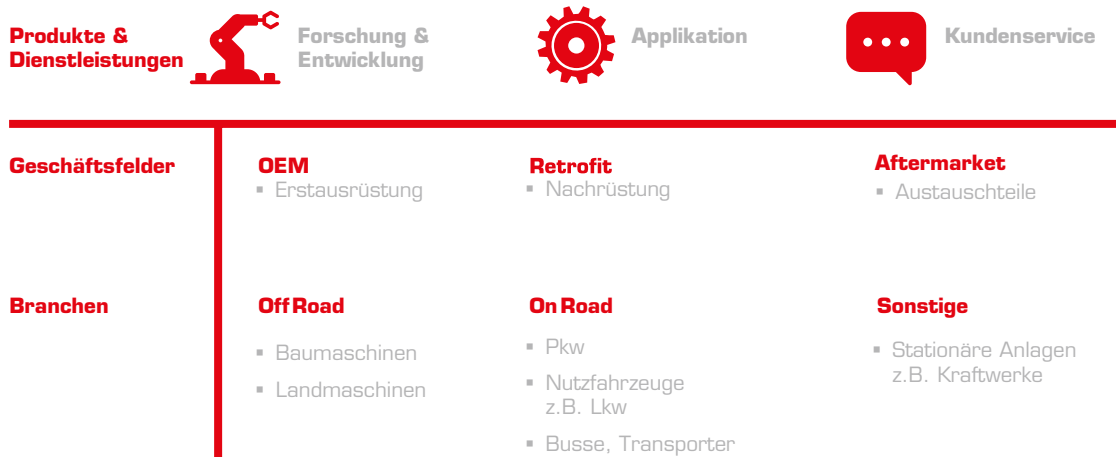 Produkte &
Dienstleistungen
Forschung &
Entwicklung
Applikation
Kundenservice
Geschäftsfelder
OEM
▪ Erstausrüstung
Retrofit
▪ Nachrüstung
Aftermarket
▪ Austauschteile
Branchen
Off Road
▪ Baumaschinen
▪ Landmaschinen
On Road
▪ Pkw
▪ Nutzfahrzeuge
z.B. Lkw
▪ Busse, Transporter
Sonstige
▪ Stationäre Anlagen
z.B. Kraftwerke